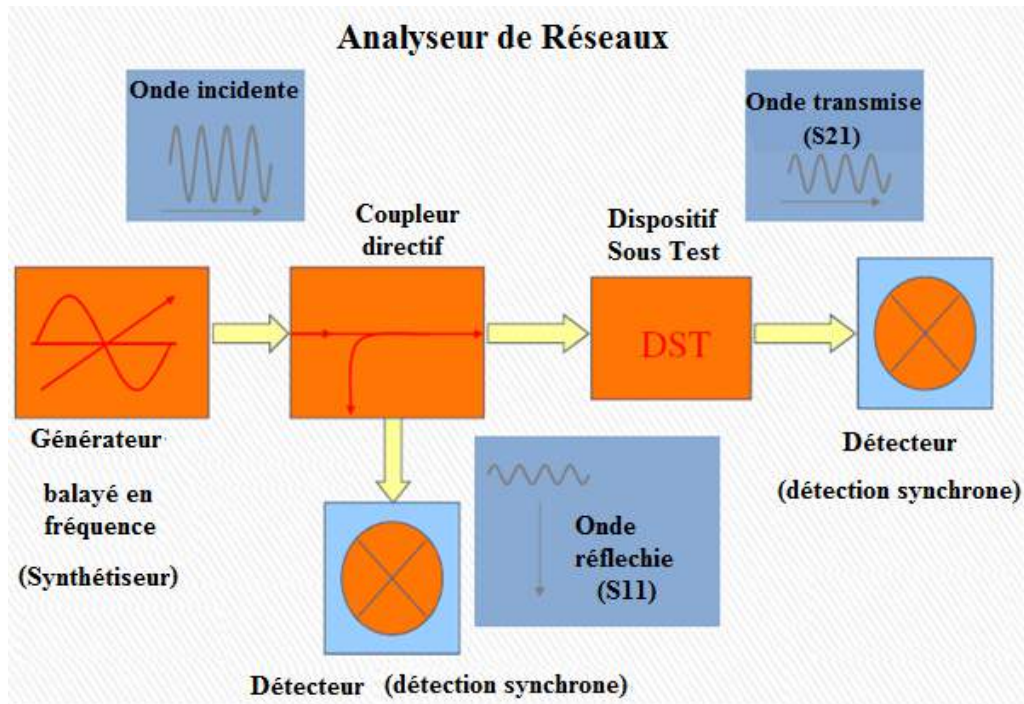 Analyseur de Réseaux
Onde incidente
Onde transmise
(S21)
Coupleur
directif
Dispositif
Sous Test
DST
Générateur
balayé en
fréquence
(Synthétiseur)
Détecteur
(détection synchrone)
Onde
réflechie
(S11)
Détecteur (détection synchrone)